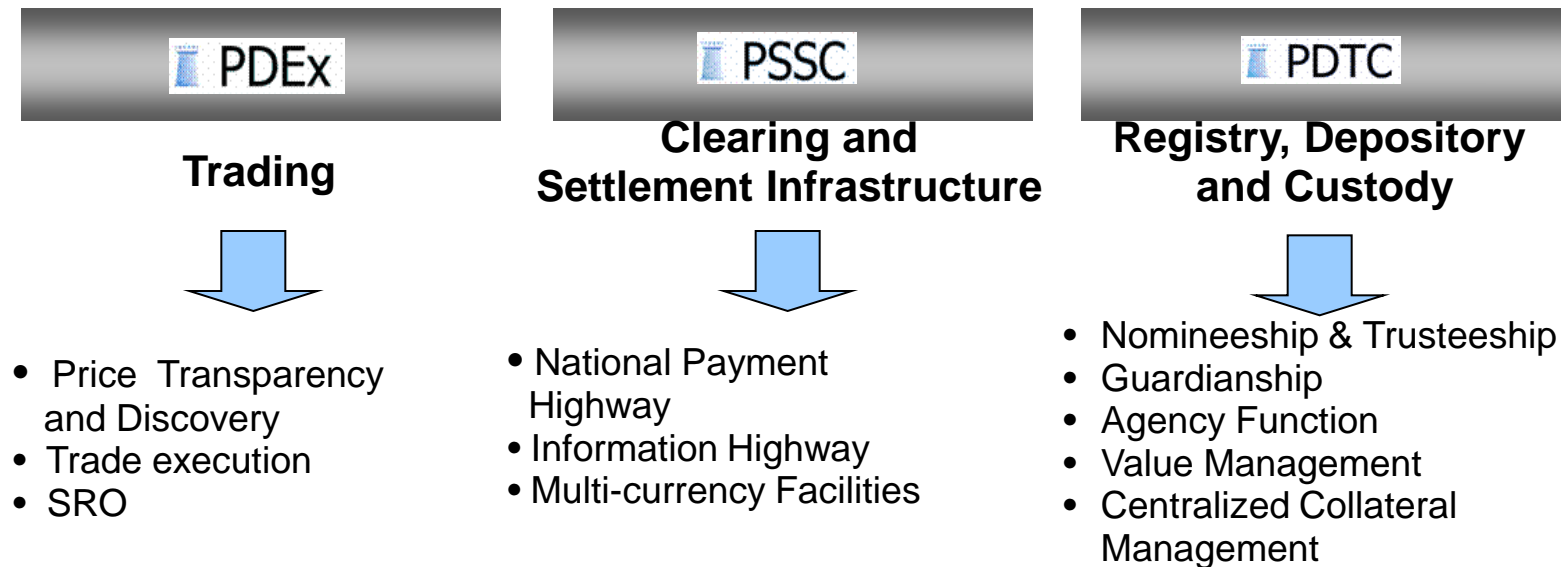 PDEx
Trading
• Price Transparency
and Discovery
• Trade execution
• SRO
PSSC
Clearing and
Settlement Infrastructure
• National Payment
Highway
• Information Highway
• Multi-currency Facilities
PDTC
Registry, Depository
and Custody
• Nomineeship & Trusteeship
• Guardianship
• Agency Function
• Value Management
• Centralized Collateral
Management